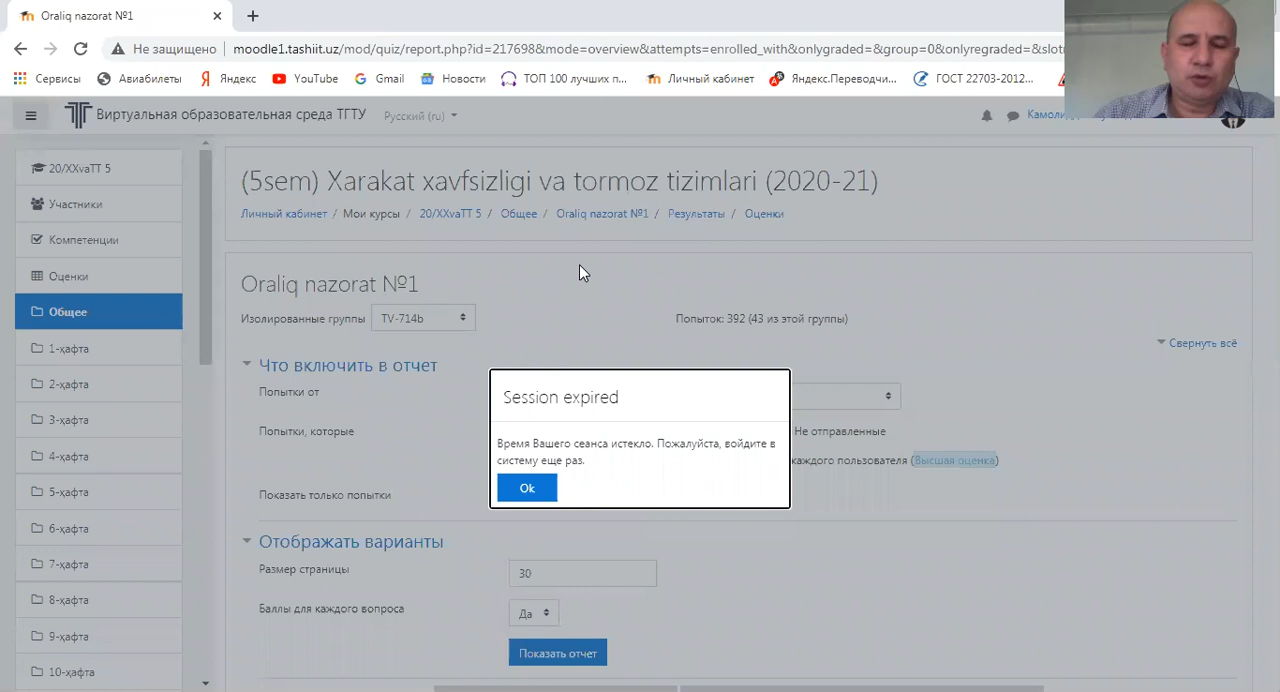 Oraliq nazorat №1
Не защищено
moodle1.tashiit.uz/mod/quiz/report.php?id=217698&mode=overview&attempts=enrolled_with&onlygraded=&group=0&onlyregraded=&slotm
Сервисы
Авиабилеты
Яндекс
YouTube
Gmail
Новости
ТОП 100 лучших п...
Личный кабинет
Яндекс.Переводчи...
ГОСТ 22703-2012...
Виртуальная образовательная среда ТГТУ
Русский (ru)
20/XXvaTT 5
Участники
Компетенции
Оценки
Общее
1-ҳафта
2-ҳафта
3-ҳафта
4-ҳафта
5-ҳафта
6-ҳафта
7-ҳафта
8-ҳафта
9-ҳафта
10-ҳафта
(5sem) Xarakat xavfsizligi va tormoz tizimlari (2020-21)
Личный кабинет / Мои курсы / 20/XXvaTT 5 / Общее / Oraliq nazorat №1 / Результаты / Оценки
Oraliq nazorat №1
Изолированные группы TV-714b
Попыток: 392 (43 из этой группы)
Свернуть всё
Что включить в отчет
Попытки от
Попытки, которые
Не отправленные
каждого пользователя (Высшая оценка)
Показать только попытки
Session expired
Время Вашего сеанса истекло. Пожалуйста, войдите в
систему еще раз.
Ok
Отображать варианты
Размер страницы
30
Баллы для каждого вопроса
Да
Показать отчет